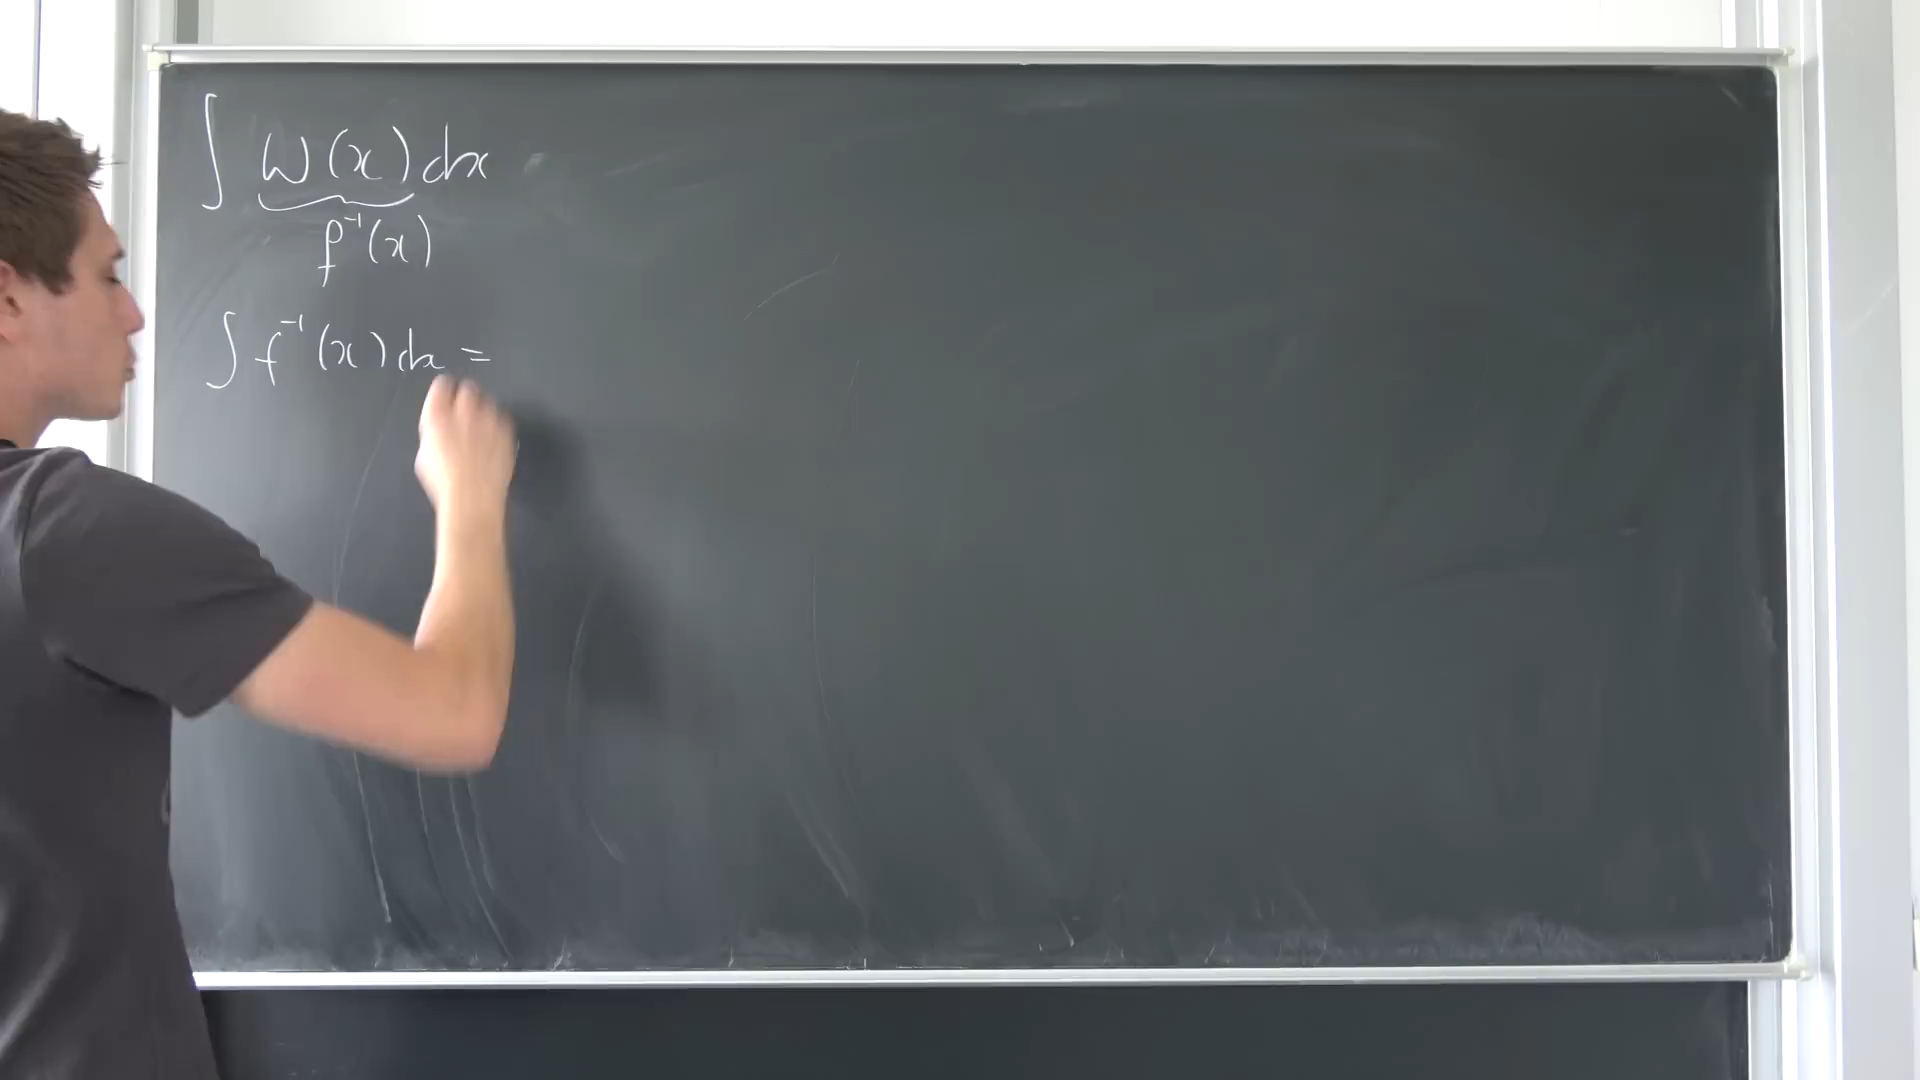 ∫ W(x) dx
f⁻¹(x)
∫ f⁻¹(x) dx =